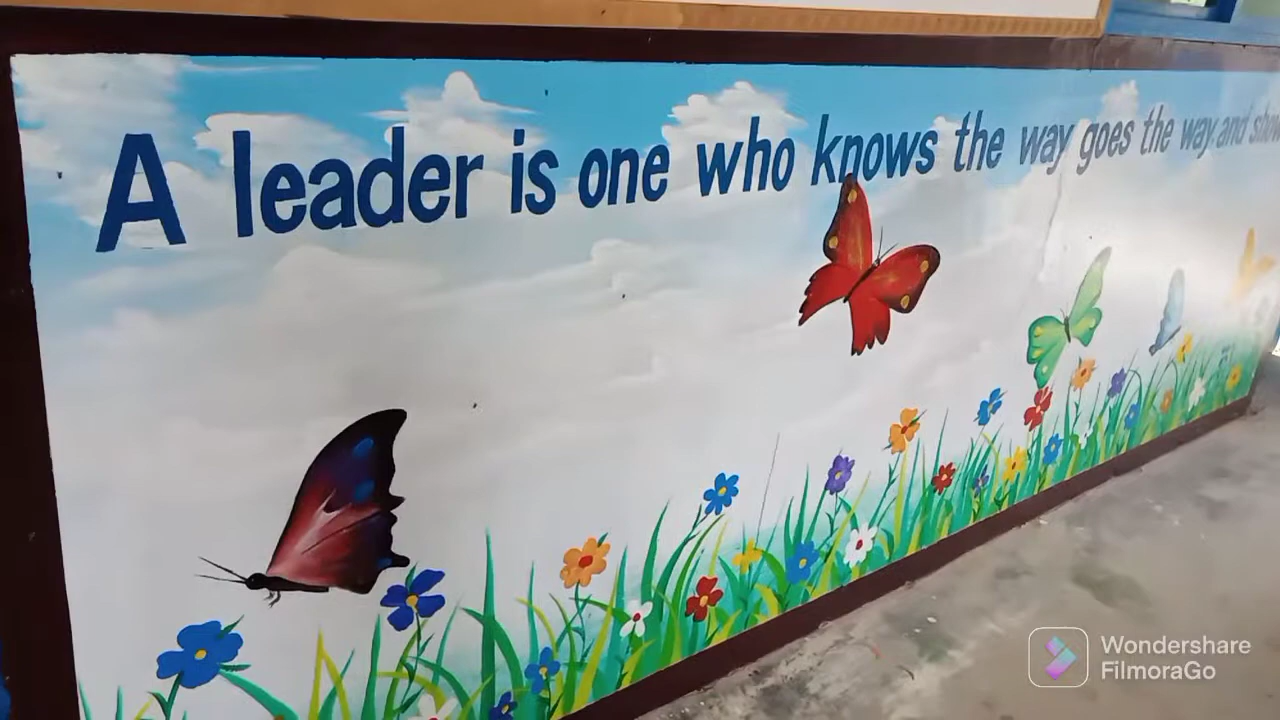 A leader is one who knows the way goes the way and
Wondershare
FilmoraGo